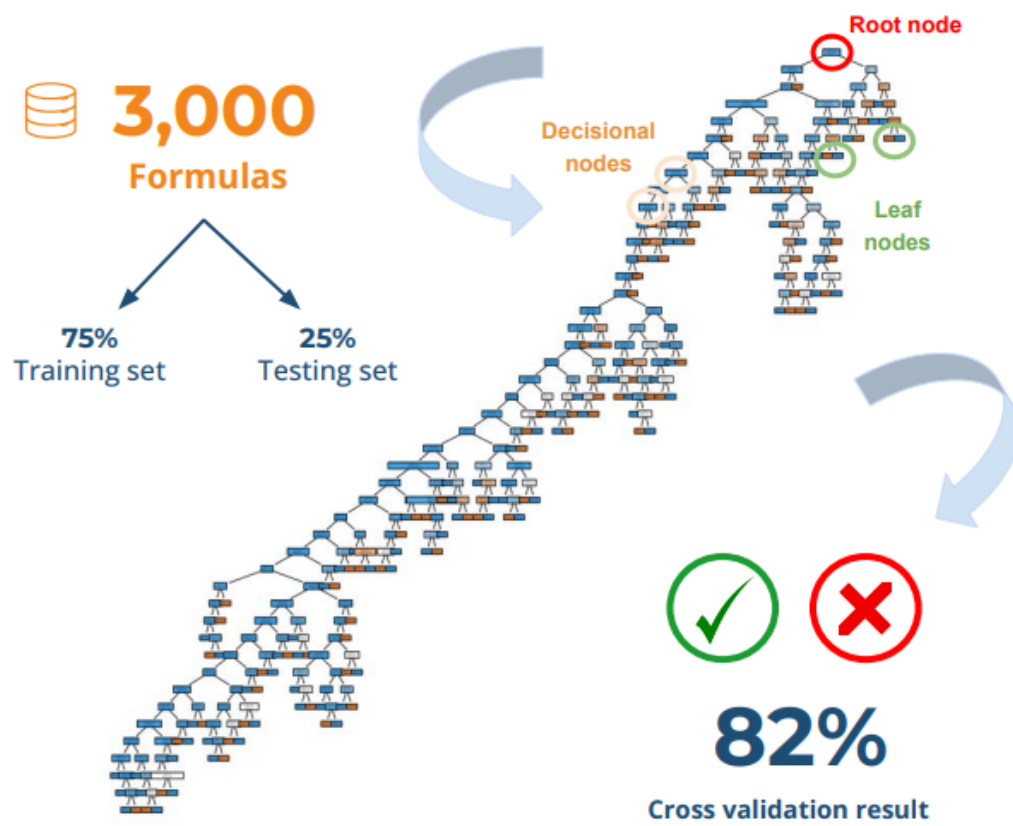 3,000
Formulas
75%
Training set
25%
Testing set
Root node
Decisional
nodes
Leaf
nodes
82%
Cross validation result